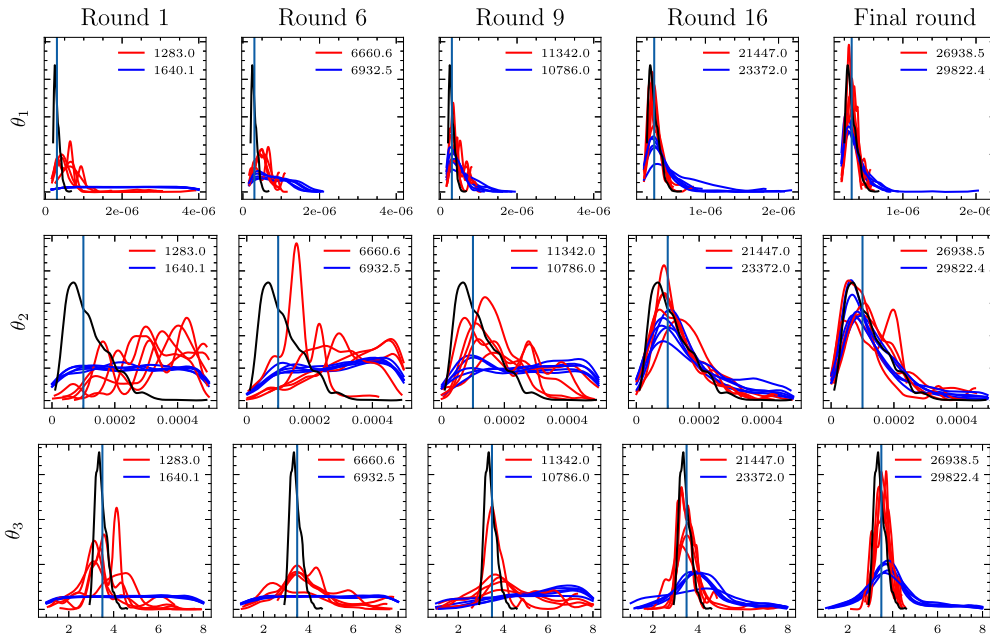 Round 1 Round 6 Round 9 Round 16 Final round
θ1
1283.0 6660.6 11342.0 21447.0 26938.5
1640.1 6932.5 10786.0 23372.0 29822.4
0 2e-06 4e-06 0 2e-06 4e-06 0 2e-06 4e-06 1e-06 2e-06 1e-06 2e-06
θ2
1283.0 6660.6 11342.0 21447.0 26938.5
1640.1 6932.5 10786.0 23372.0 29822.4
0 0.0002 0.0004 0 0.0002 0.0004 0 0.0002 0.0004 0 0.0002 0.0004 0 0.0002 0.0004
θ3
1283.0 6660.6 11342.0 21447.0 26938.5
1640.1 6932.5 10786.0 23372.0 29822.4
2 4 6 8 2 4 6 8 2 4 6 8 2 4 6 8 2 4 6 8